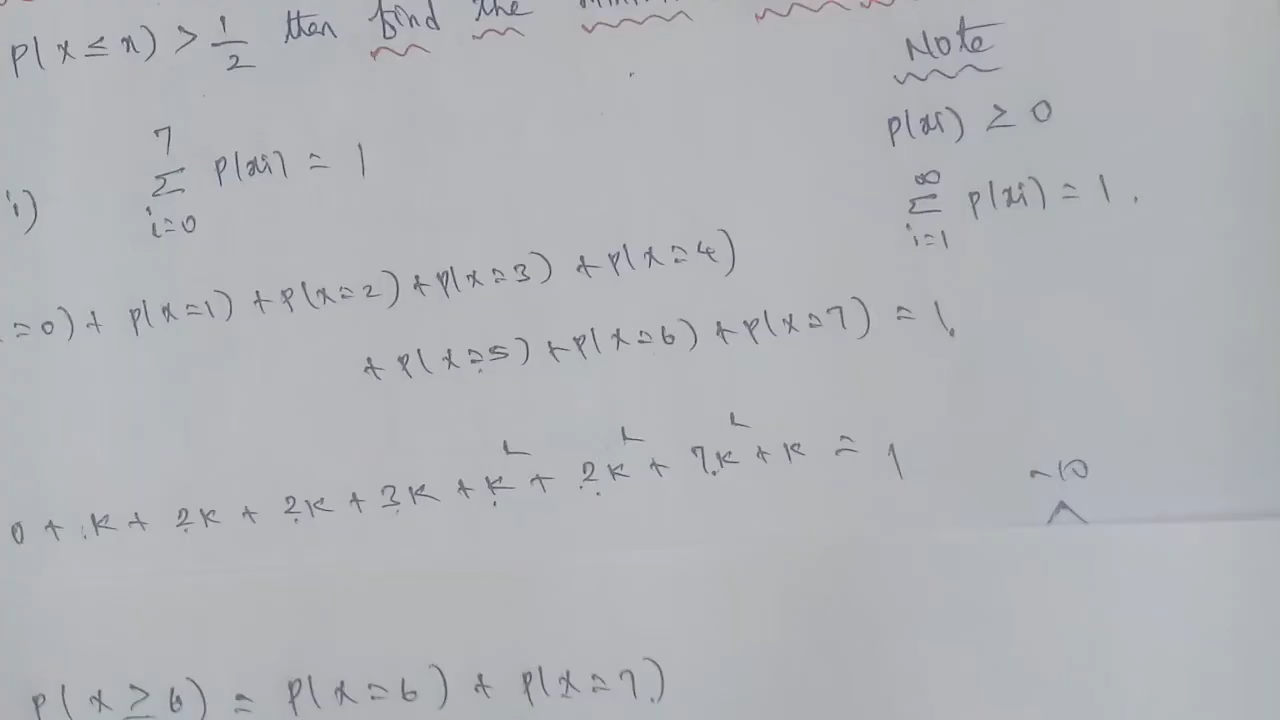 P(X ≤ x) > 1/2 then find the
Note
P(xi) ≥ 0
∞ Σ i=1 P(xi) = 1.
i) 7 Σ i=0 P(xi) = 1
=0) + P(X=1) + P(X=2) + P(X=3) + P(X=4)
+ P(X=5) + P(X=6) + P(X=7) = 1.
0 + K + 2K + 2K + 3K + K² + 2K² + 7K² + K = 1
-10
^
P(X ≥ 6) = P(X=6) + P(X=7)